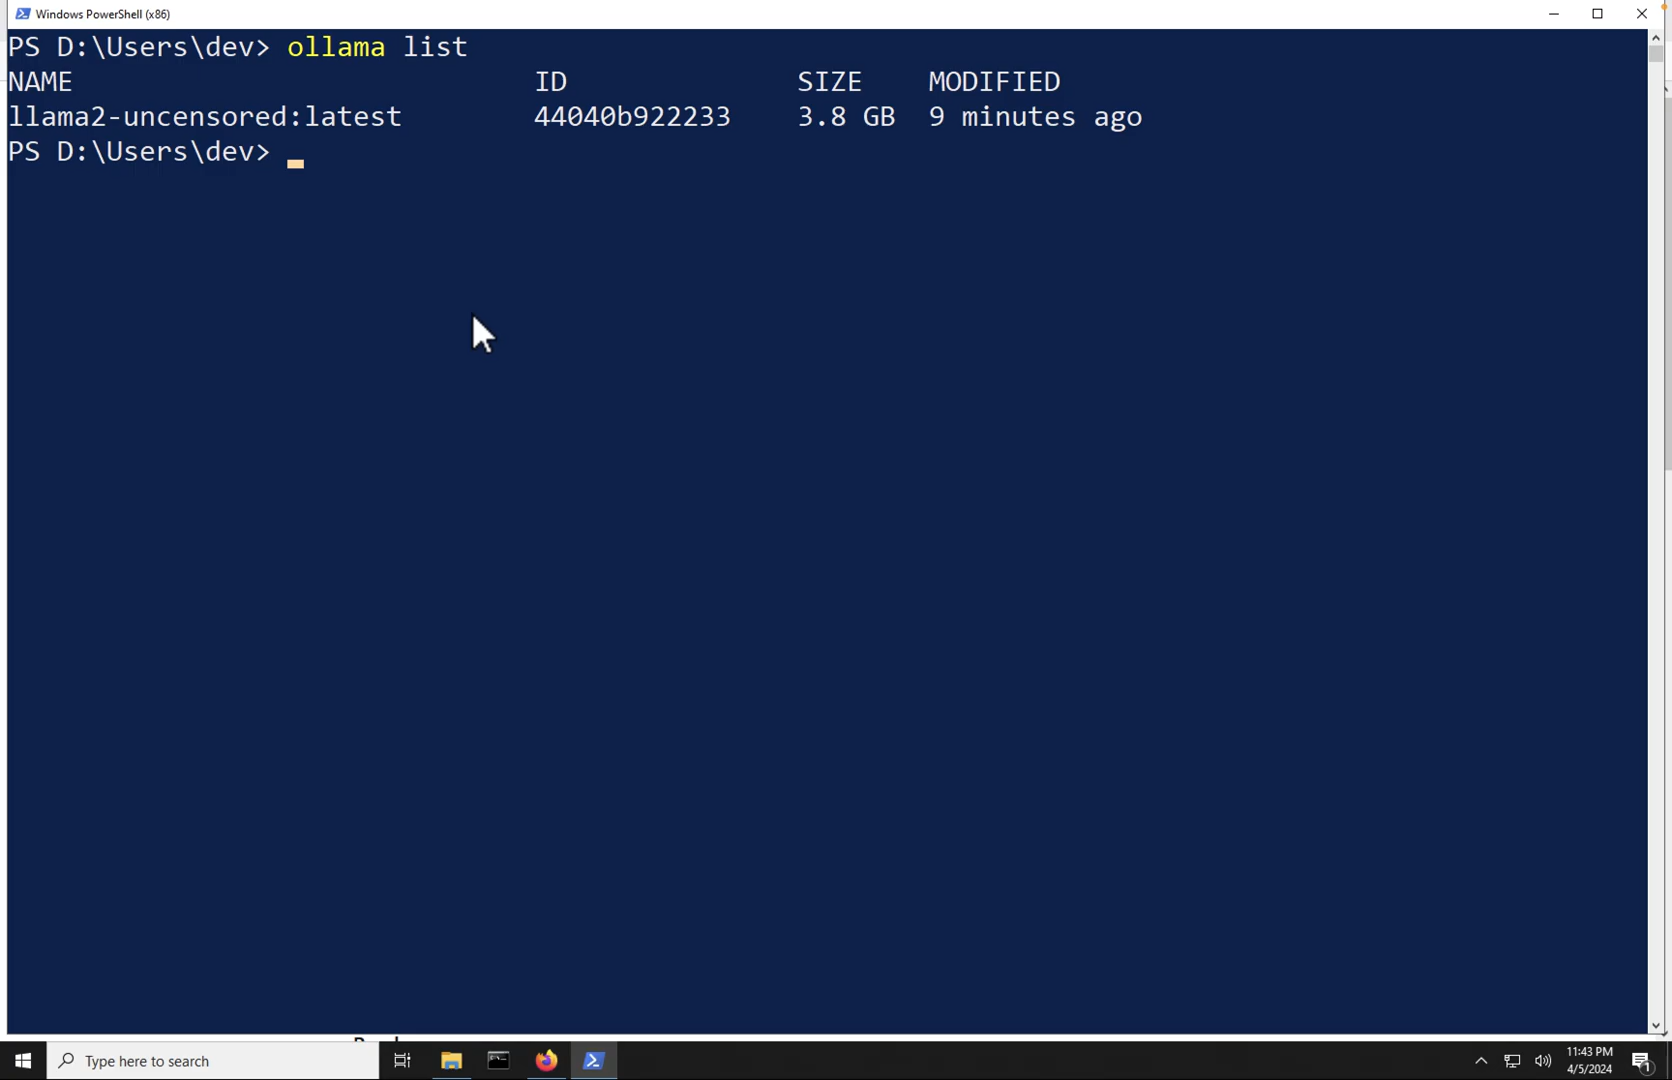 Windows PowerShell (x86)
PS D:\Users\dev> ollama list
NAME ID SIZE MODIFIED
llama2-uncensored:latest 44040b922233 3.8 GB 9 minutes ago
PS D:\Users\dev>
Type here to search
11:43 PM
4/5/2024
1